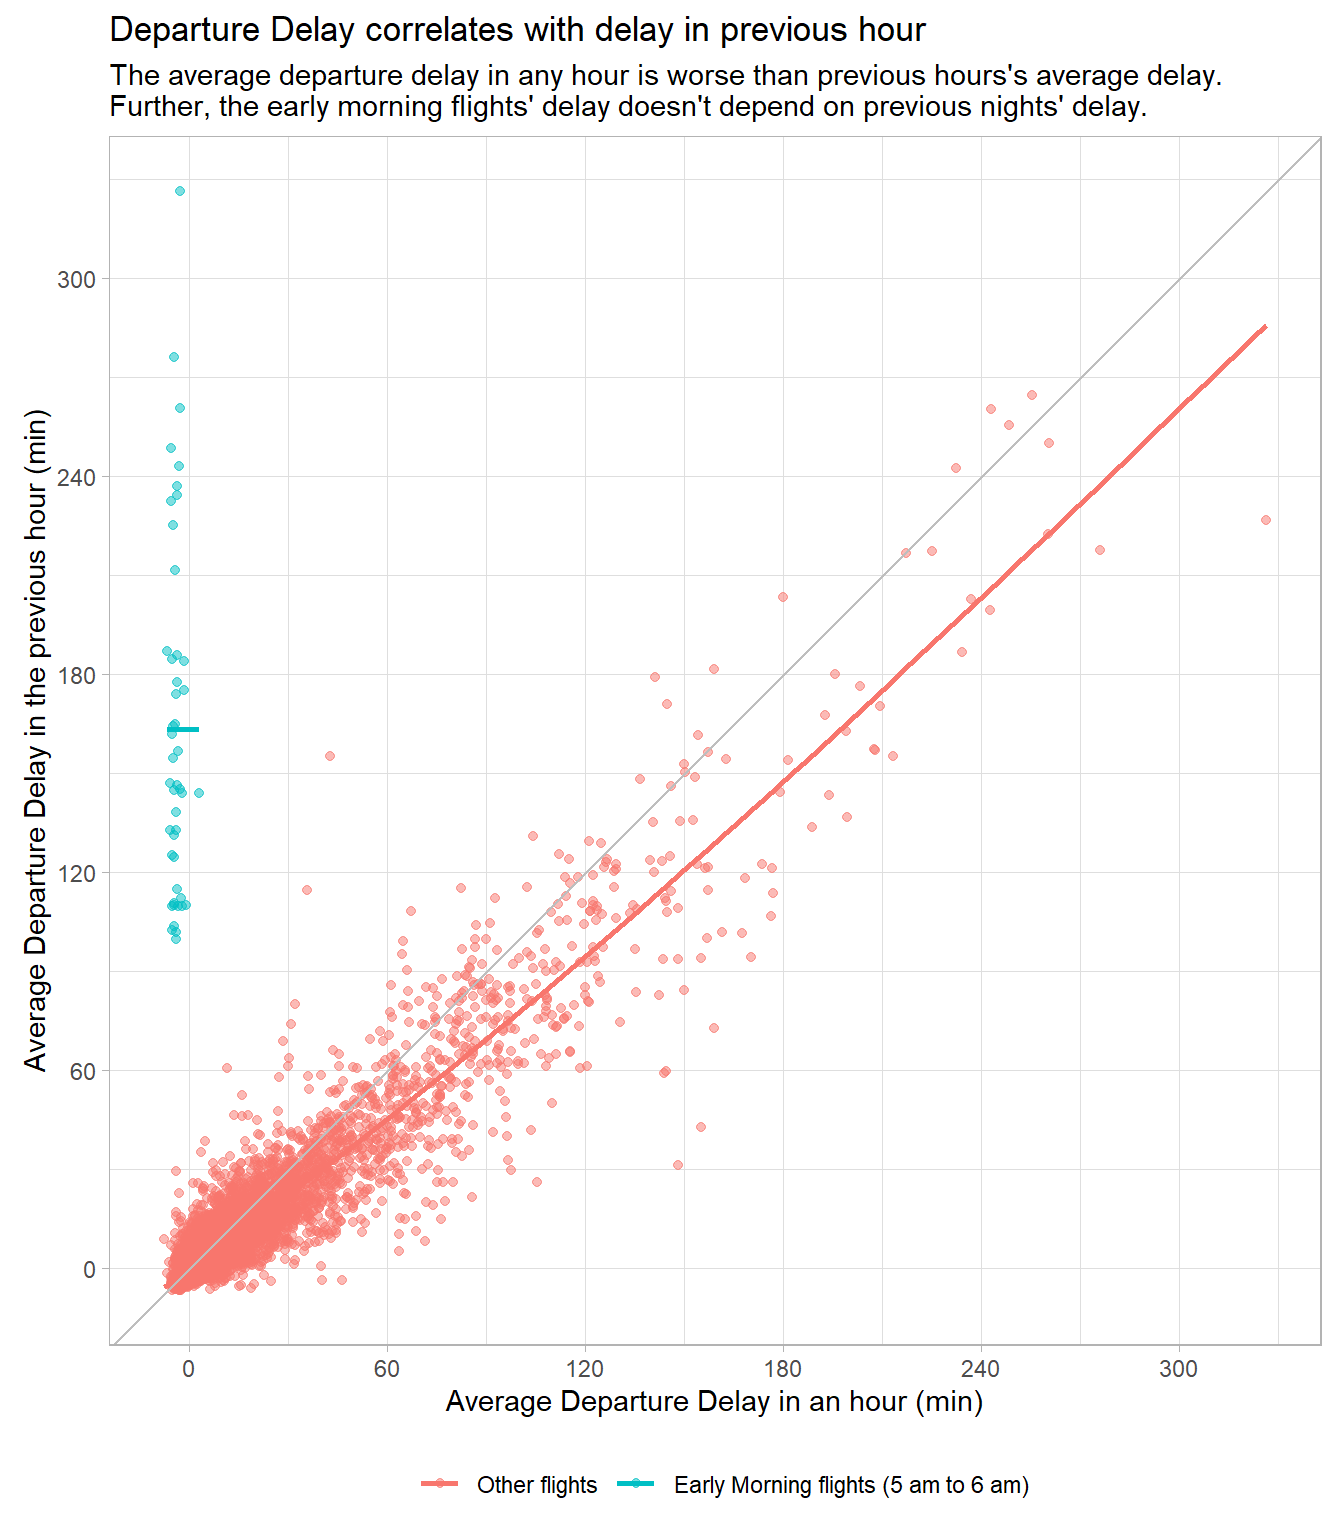 Departure Delay correlates with delay in previous hour
The average departure delay in any hour is worse than previous hours's average delay.
Further, the early morning flights' delay doesn't depend on previous nights' delay.
Average Departure Delay in the previous hour (min)
300
240
180
120
60
0
0 60 120 180 240 300
Average Departure Delay in an hour (min)
Other flights Early Morning flights (5 am to 6 am)